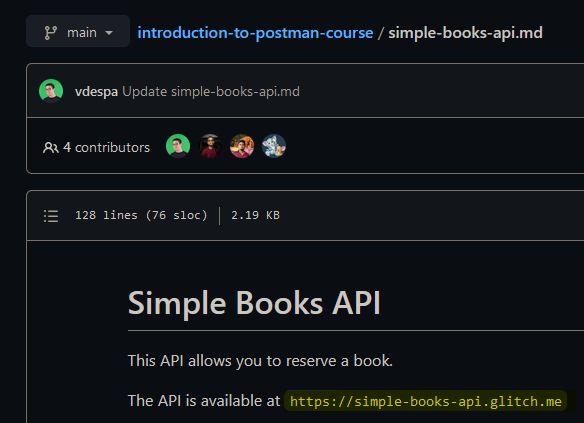 main introduction-to-postman-course / simple-books-api.md
vdespa Update simple-books-api.md
4 contributors
128 lines (76 sloc) 2.19 KB
Simple Books API
This API allows you to reserve a book.
The API is available at https://simple-books-api.glitch.me